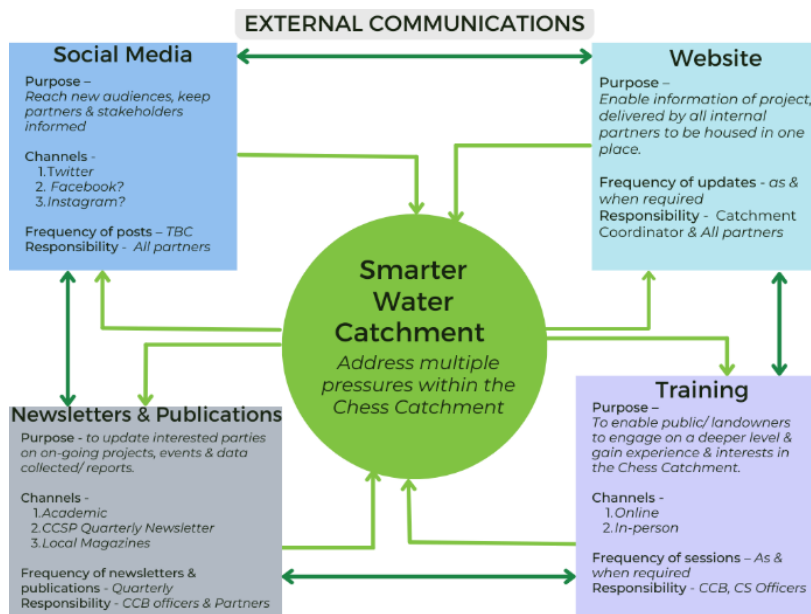 EXTERNAL COMMUNICATIONS
Social Media
Purpose –
Reach new audiences, keep
partners & stakeholders
informed
Channels -
1. Twitter
2. Facebook?
3. Instagram?
Frequency of posts – TBC
Responsibility - All partners
Website
Purpose –
Enable information of project,
delivered by all internal
partners to be housed in one
place.
Frequency of updates - as &
when required
Responsibility - Catchment
Coordinator & All partners
Smarter
Water
Catchment
Address multiple
pressures within the
Chess Catchment
Newsletters & Publications
Purpose - to update interested parties
on on-going projects, events & data
collected/ reports.
Channels -
1. Academic
2. CCSP Quarterly Newsletter
3. Local Magazines
Frequency of newsletters &
publications - Quarterly
Responsibility - CCB officers & Partners
Training
Purpose –
To enable public/ landowners
to engage on a deeper level &
gain experience & interests in
the Chess Catchment.
Channels -
1. Online
2. In-person
Frequency of sessions – As &
when required
Responsibility - CCB, CS Officers